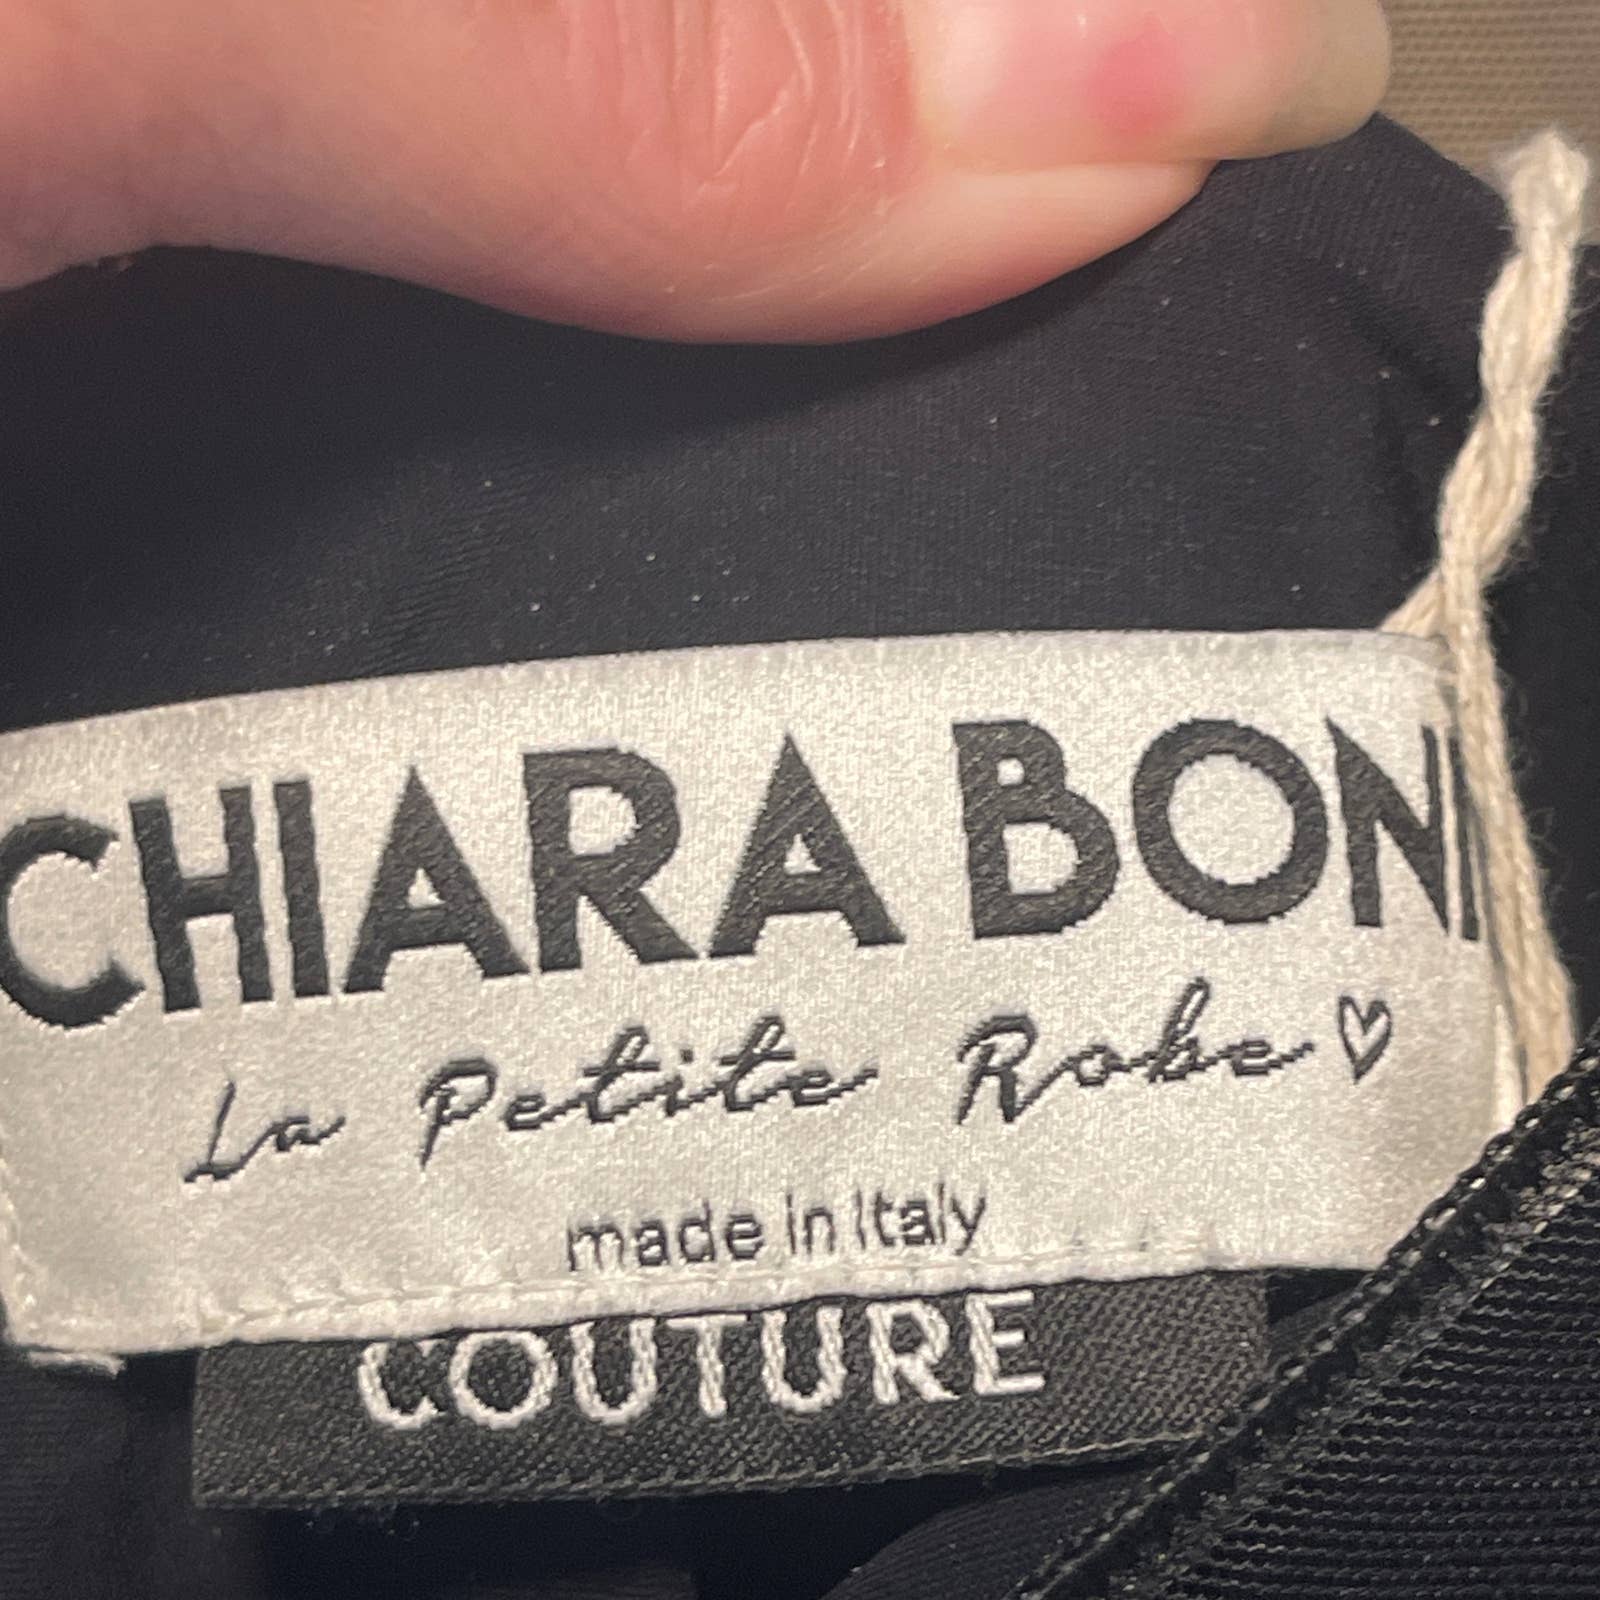 CHIARA BONI
La Petite Robe ♡
made in Italy
COUTURE